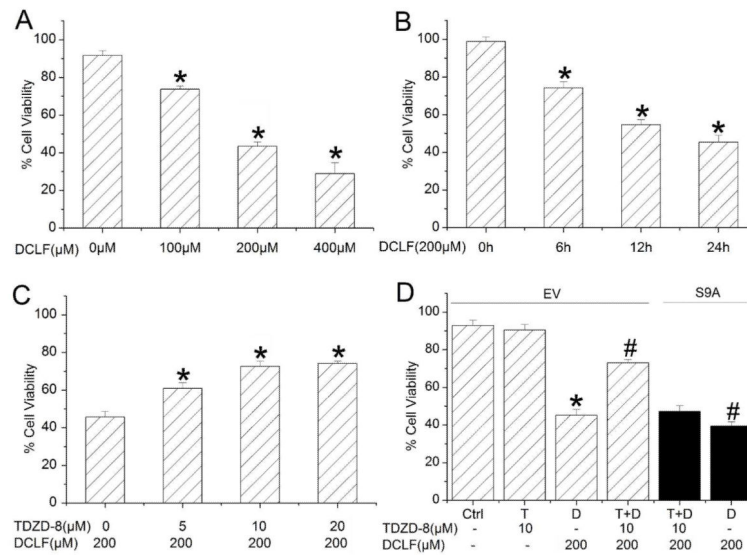 A
% Cell Viability
100
80
60
40
20
0
*
*
*
DCLF(μM) 0μM 100μM 200μM 400μM
B
% Cell Viability
100
80
60
40
20
0
*
*
*
DCLF(200μM) 0h 6h 12h 24h
C
% Cell Viability
100
80
60
40
20
0
*
*
*
TDZD-8(μM) 0 5 10 20
DCLF(μM) 200 200 200 200
D
EV S9A
% Cell Viability
100
80
60
40
20
0
*
#
#
Ctrl T D T+D T+D D
TDZD-8(μM) - 10 - 10 10 -
DCLF(μM) - - 200 200 200 200